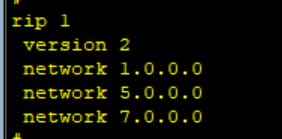 #
rip 1
version 2
network 1.0.0.0
network 5.0.0.0
network 7.0.0.0
#